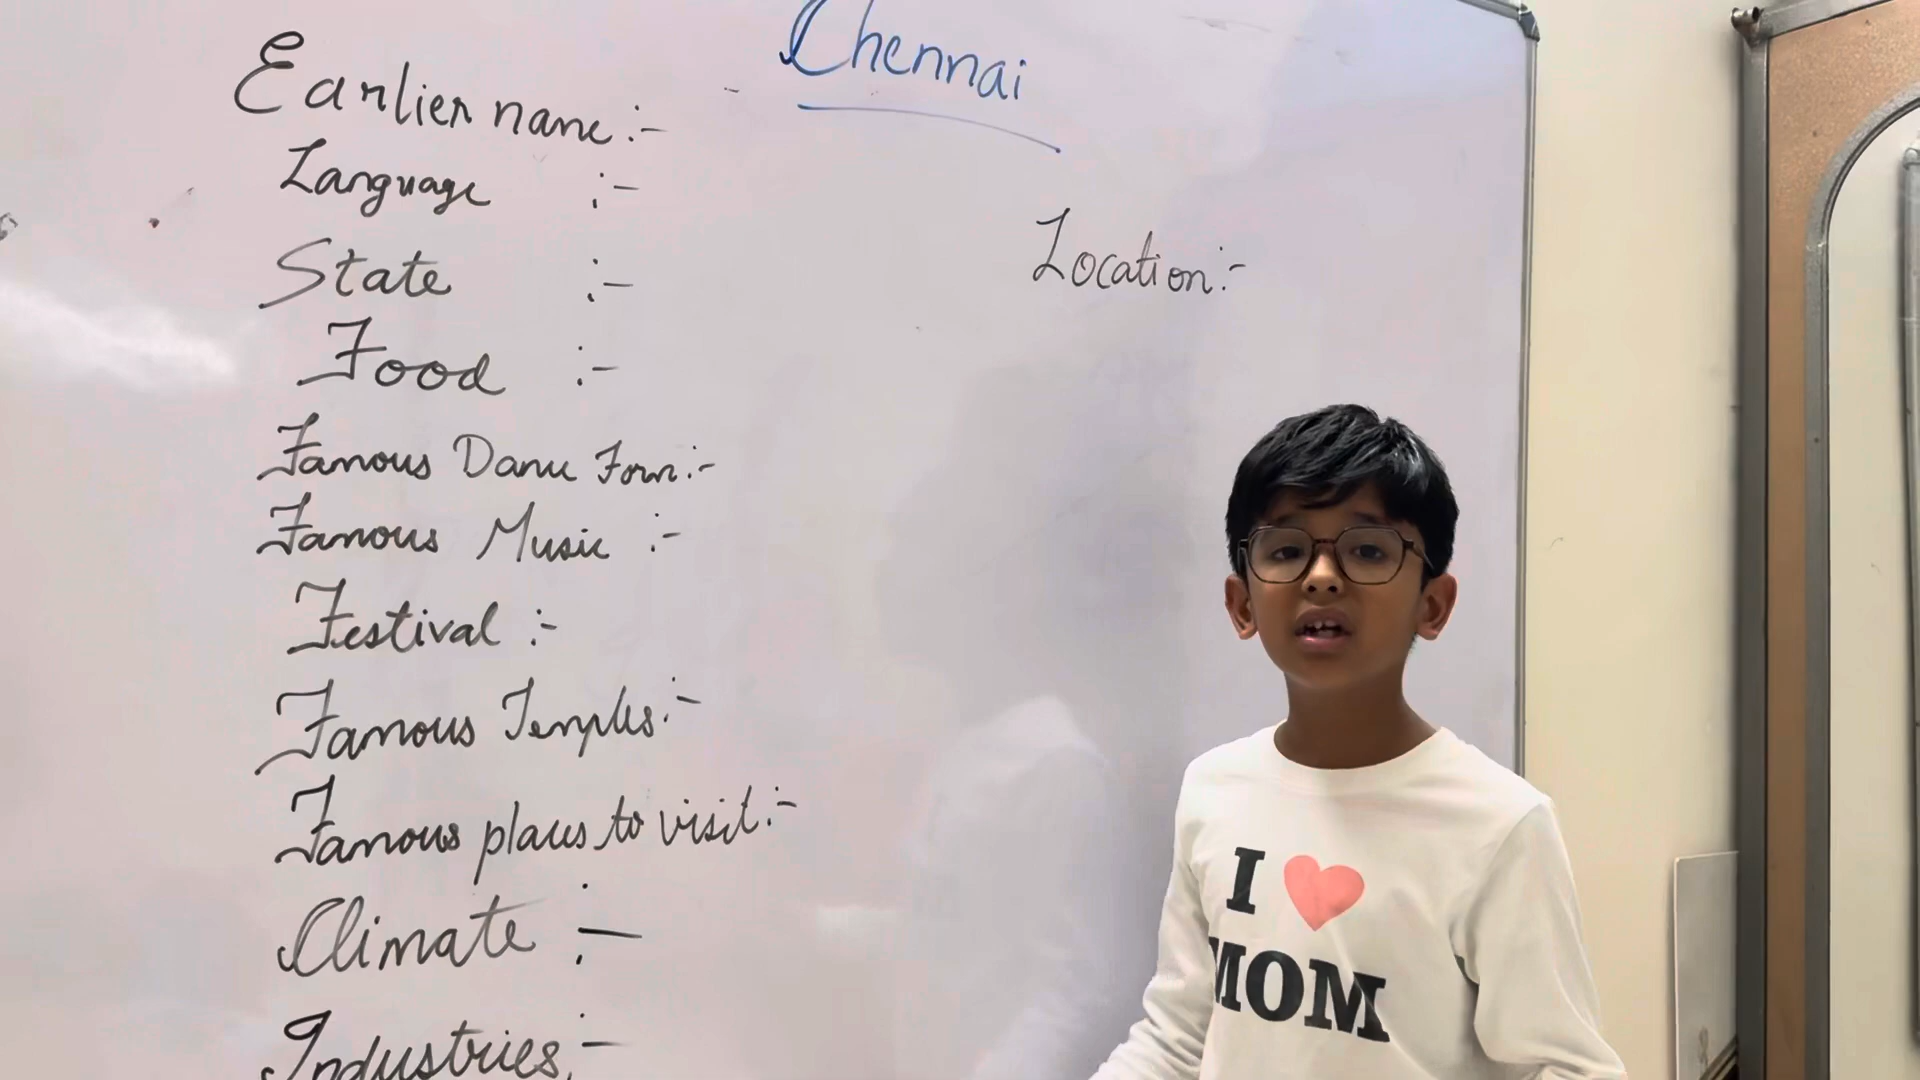 Chennai
Earlier name :-
Language :-
State :-
Food :-
Famous Dance Form :-
Famous Music :-
Festival :-
Famous Temples :-
Famous places to visit :-
Climate :-
Industries :-
Location :-
I ♥
MOM